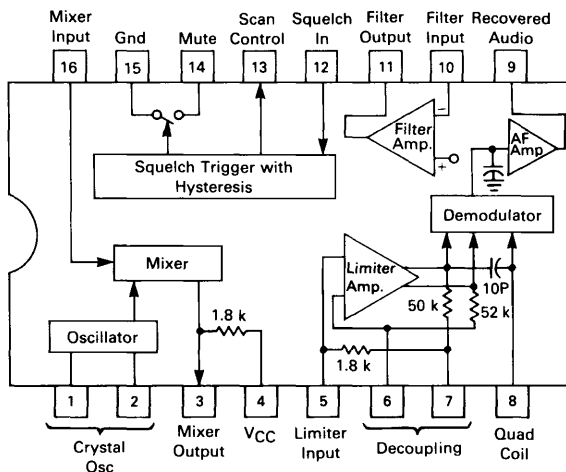 Mixer Input
Gnd
Mute
Scan Control
Squelch In
Filter Output
Filter Input
Recovered Audio
16
15
14
13
12
11
10
9
Squelch Trigger with Hysteresis
Filter Amp.
−
+
AF Amp
Demodulator
Mixer
Limiter Amp.
10P
50 k
52 k
Oscillator
1.8 k
1.8 k
1
2
3
4
5
6
7
8
Crystal Osc
Mixer Output
VCC
Limiter Input
Decoupling
Quad Coil